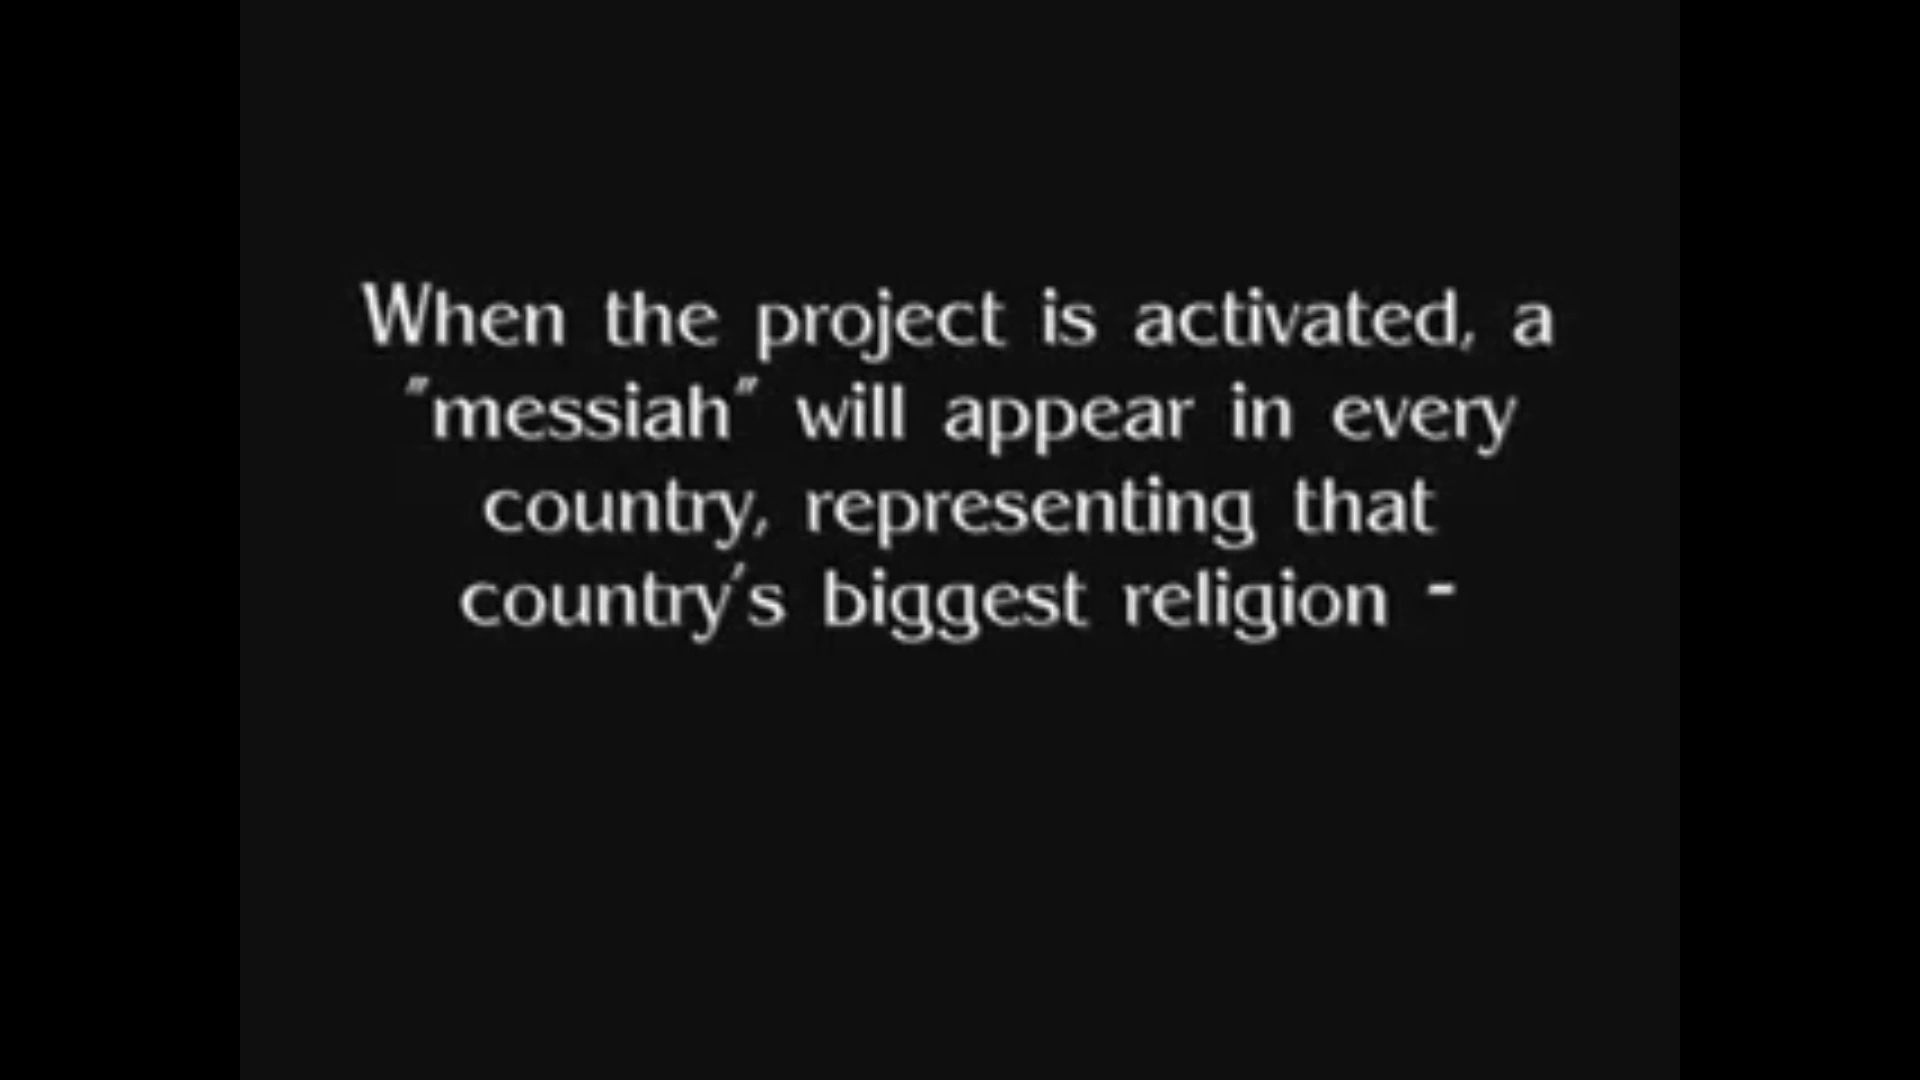 When the project is activated, a
"messiah" will appear in every
country, representing that
country's biggest religion -